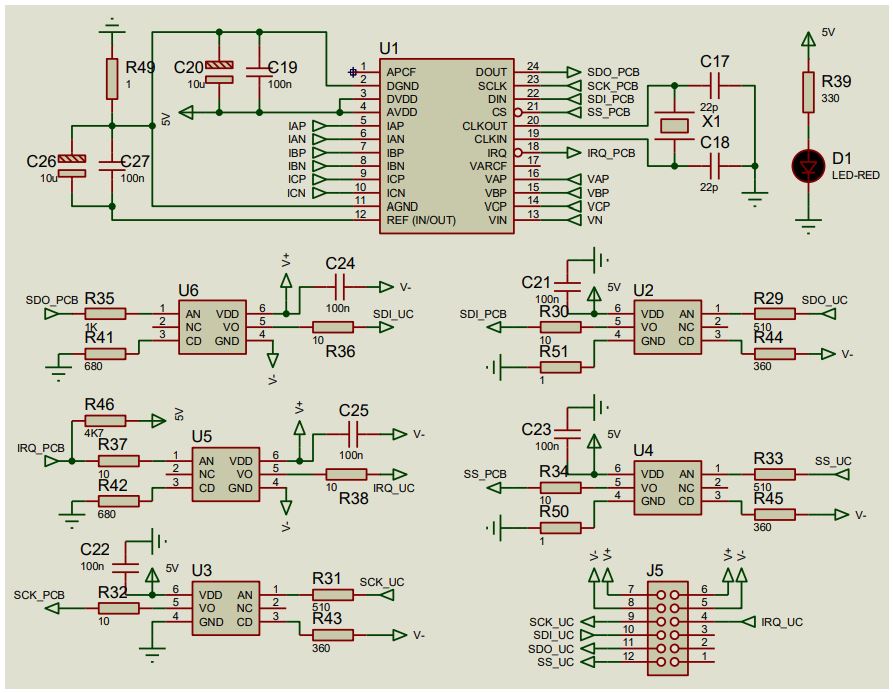 5V
R49
1
5V
C20
10u
C19
100n
C26
10u
C27
100n
U1
1 APCF DOUT 24 SDO_PCB
2 DGND SCLK 23 SCK_PCB
3 DVDD DIN 22 SDI_PCB
4 AVDD CS 21 SS_PCB
IAP 5 IAP CLKOUT 20
IAN 6 IAN CLKIN 19
IBP 7 IBP IRQ 18 IRQ_PCB
IBN 8 IBN VARCF 17
ICP 9 ICP VAP 16 VAP
ICN 10 ICN VBP 15 VBP
11 AGND VCP 14 VCP
12 REF (IN/OUT) VIN 13 VN
C17
22p
X1
C18
22p
R39
330
D1
LED-RED
SDO_PCB
R35
1K
R41
680
U6
1 AN VDD 6
2 NC VO 5
3 CD GND 4
V+
C24
100n
V-
SDI_UC
10
R36
V-
C21
100n
5V
SDI_PCB
R30
10
R51
1
U2
6 VDD AN 1
5 VO NC 2
4 GND CD 3
R29
510
SDO_UC
R44
360
V-
R46
4K7
5V
IRQ_PCB
R37
10
R42
680
U5
1 AN VDD 6
2 NC VO 5
3 CD GND 4
V+
C25
100n
V-
10
R38
IRQ_UC
V-
C23
100n
5V
SS_PCB
R34
10
R50
1
U4
6 VDD AN 1
5 VO NC 2
4 GND CD 3
R33
510
SS_UC
R45
360
V-
C22
100n
5V
SCK_PCB
R32
10
U3
6 VDD AN 1
5 VO NC 2
4 GND CD 3
R31
510
SCK_UC
R43
360
V-
J5
V- V+ V+ V-
7 6
8 5
SCK_UC 9 4 IRQ_UC
SDI_UC 10 3
SDO_UC 11 2
SS_UC 12 1